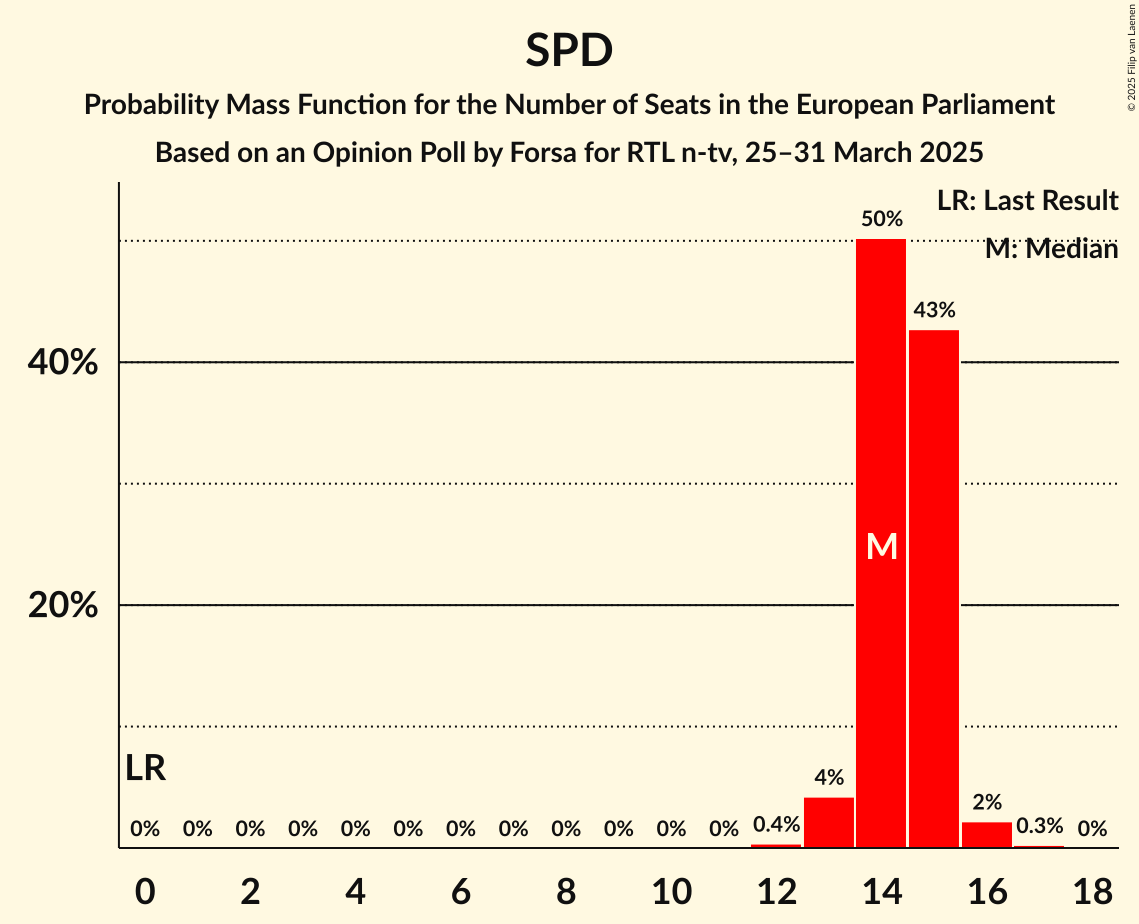 SPD
Probability Mass Function for the Number of Seats in the European Parliament
Based on an Opinion Poll by Forsa for RTL n-tv, 25–31 March 2025
© 2025 Filip van Laenen
LR: Last Result
M: Median
50%
43%
40%
M
20%
LR
4%
2%
0% 0% 0% 0% 0% 0% 0% 0% 0% 0% 0% 0% 0.4% 0.3% 0%
0 2 4 6 8 10 12 14 16 18